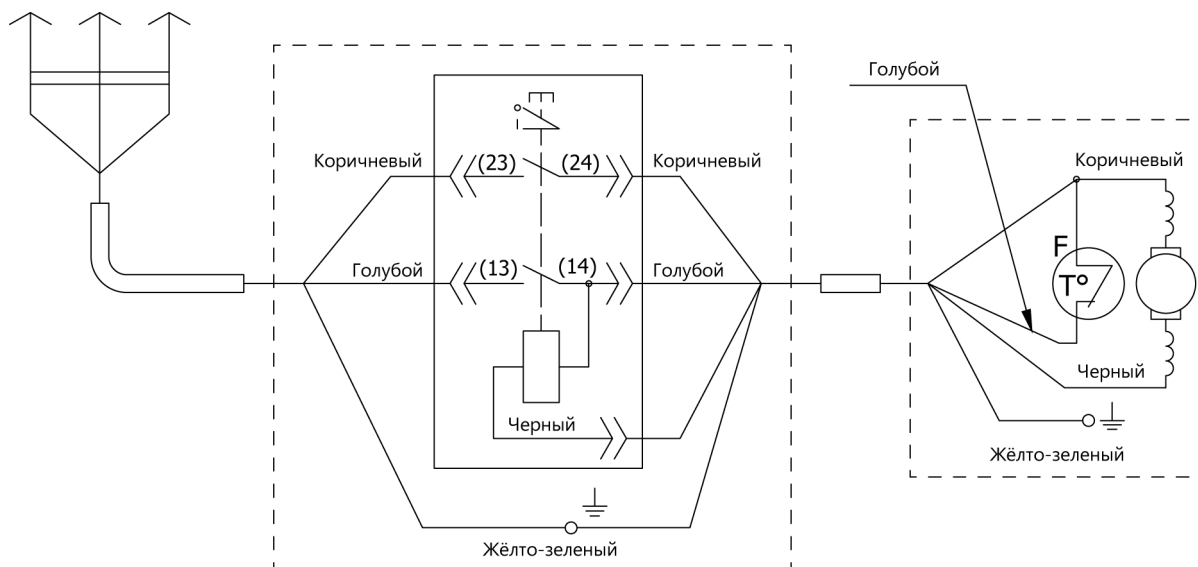 Голубой
Коричневый
(23)
(24)
Коричневый
Коричневый
Голубой
(13)
(14)
Голубой
F
T°
Черный
Черный
Жёлто-зеленый
Жёлто-зеленый